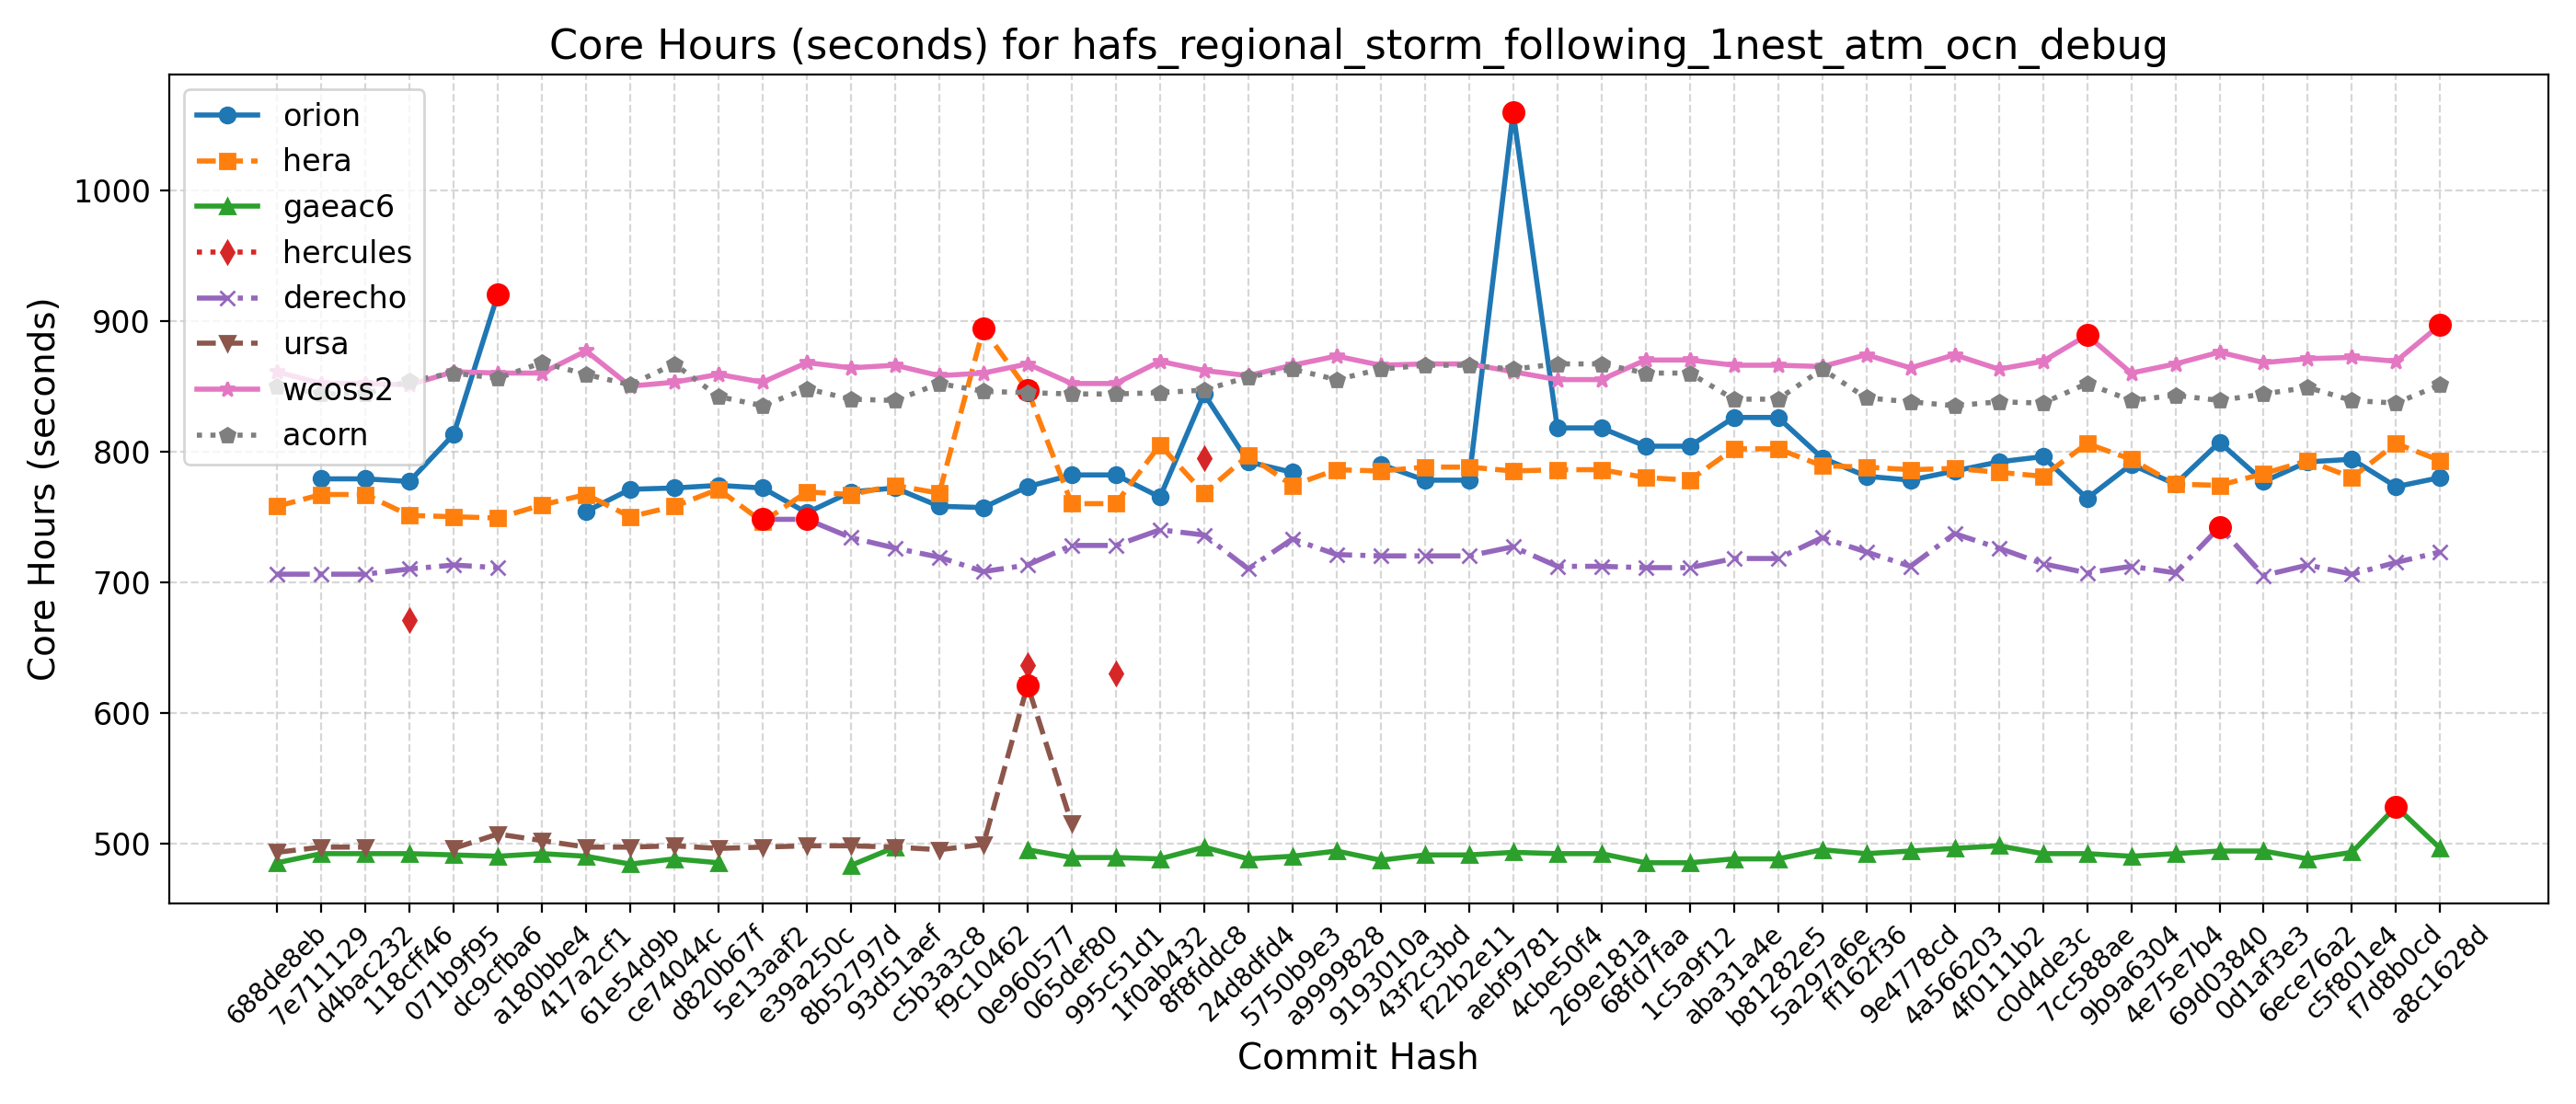 Core Hours (seconds) for hafs_regional_storm_following_1nest_atm_ocn_debug
Core Hours (seconds)
1000
900
800
700
600
500
orion
hera
gaeac6
hercules
derecho
ursa
wcoss2
acorn
688de8eb
7e711129
d4bac232
118cff46
071b9f95
dc9cfba6
a180bbe4
417a2cf1
61e54d9b
ce74044c
d820b67f
5e13aaf2
e39a250c
8b52797d
93d51aef
c5b3a3c8
f9c10462
0e960577
065def80
995c51d1
1f0ab432
8f8fddc8
24d8dfd4
5750b9e3
a9999828
9193010a
43f2c3bd
f22b2e11
aebf9781
4cbe50f4
269e181a
68fd7faa
1c5a9f12
aba31a4e
b81282e5
5a297a6e
ff162f36
9e4778cd
4a566203
4f0111b2
c0d4de3c
7cc588ae
9b9a6304
4e75e7b4
69d03840
0d1af3e3
6ece76a2
c5f801e4
f7d8b0cd
a8c1628d
Commit Hash